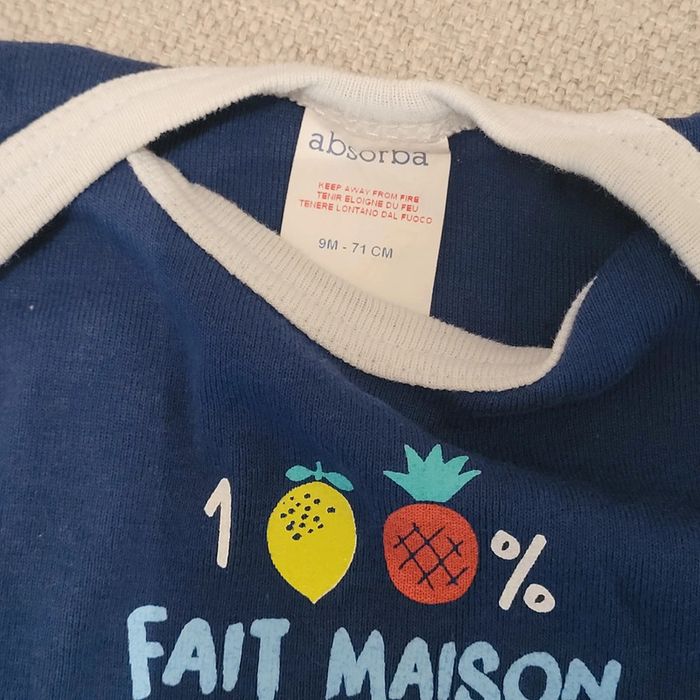 absorba
KEEP AWAY FROM FIRE
TENIR ELOIGNE DU FEU
TENERE LONTANO DAL FUOCO
9M - 71 CM
1 %
FAIT MAISON